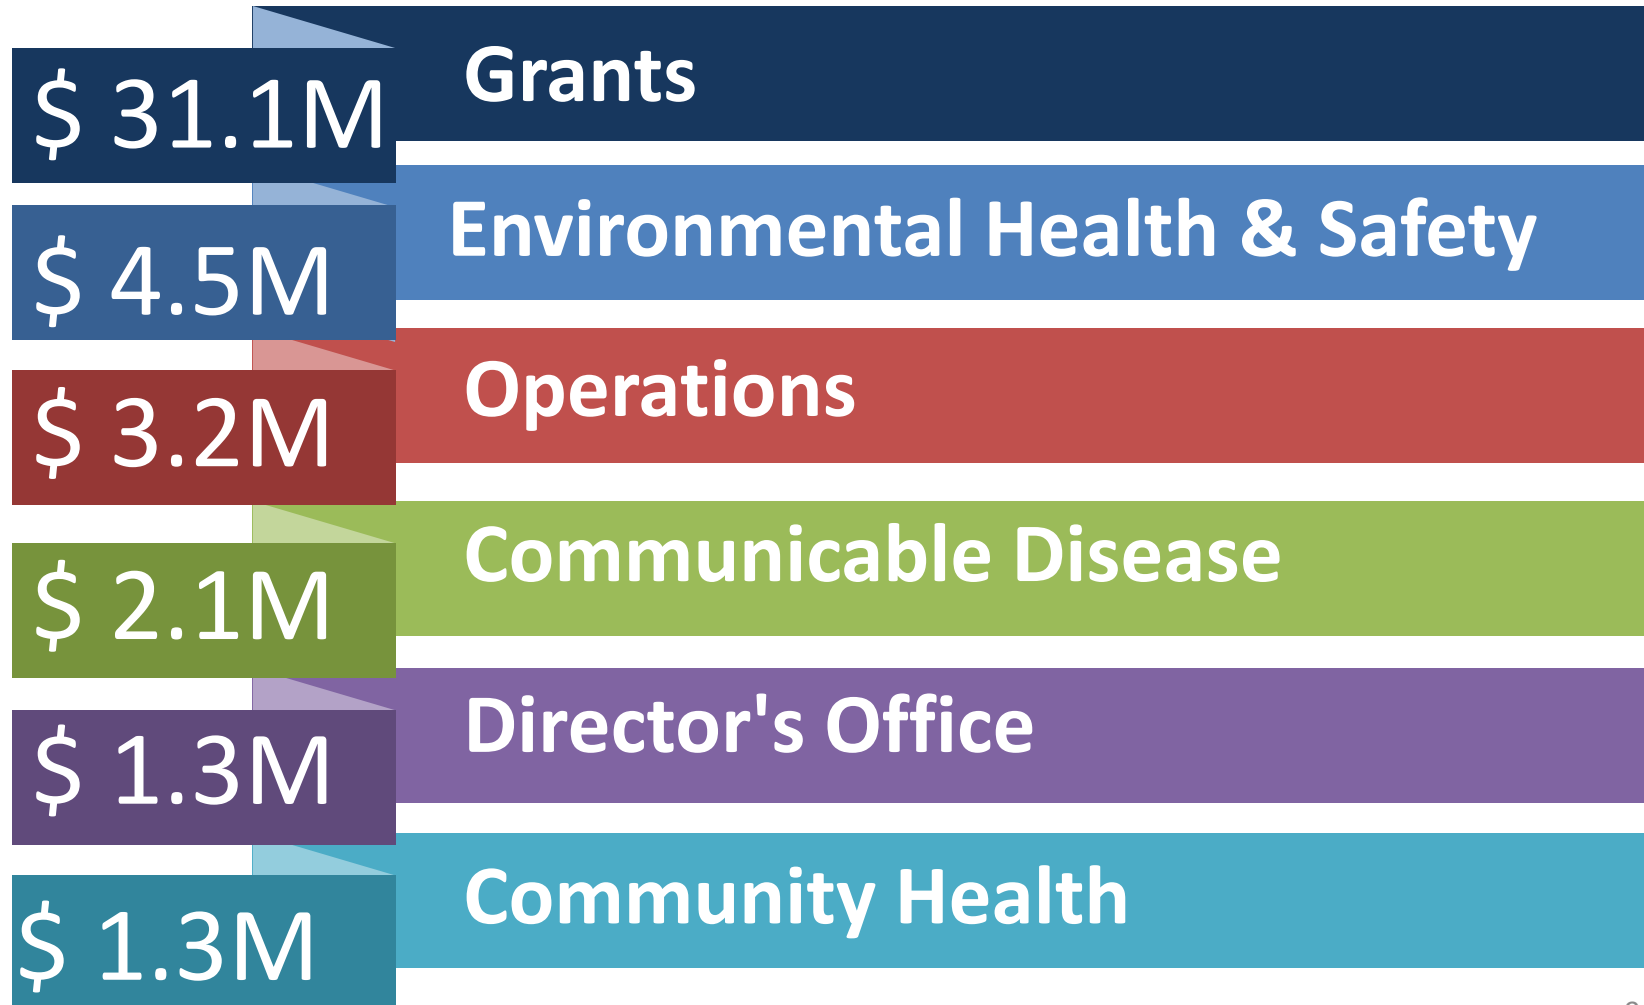 $ 31.1M Grants
$ 4.5M Environmental Health & Safety
$ 3.2M Operations
$ 2.1M Communicable Disease
$ 1.3M Director's Office
$ 1.3M Community Health